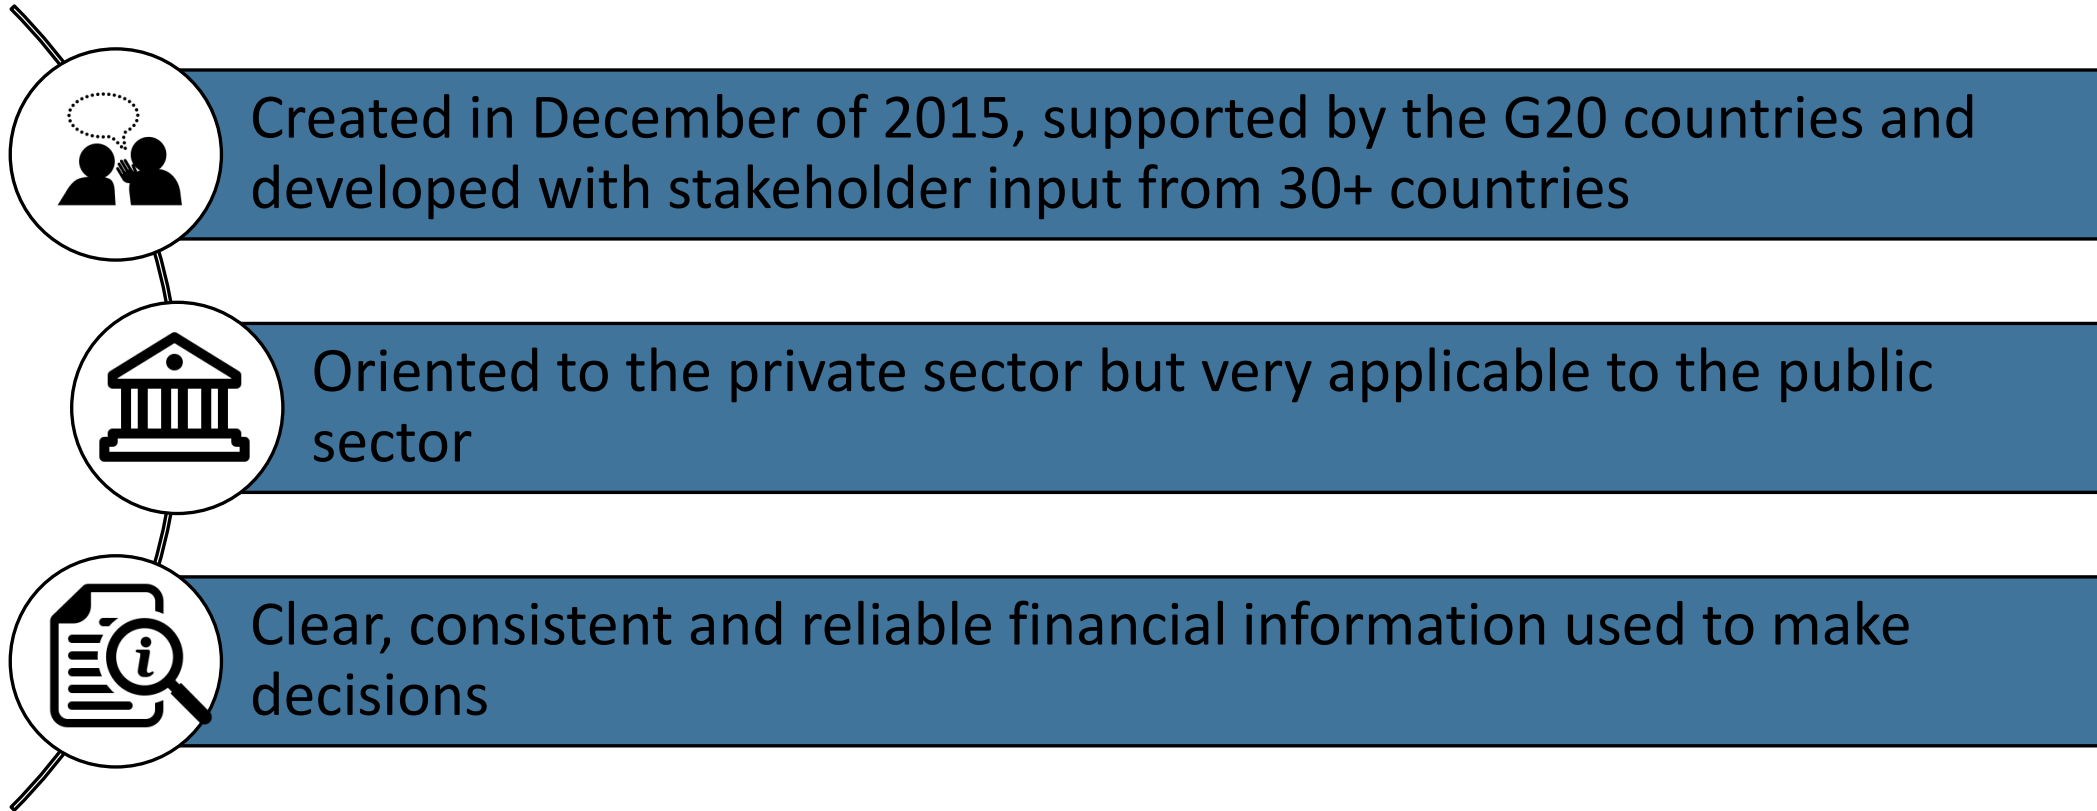 Created in December of 2015, supported by the G20 countries and
developed with stakeholder input from 30+ countries
Oriented to the private sector but very applicable to the public
sector
Clear, consistent and reliable financial information used to make
decisions